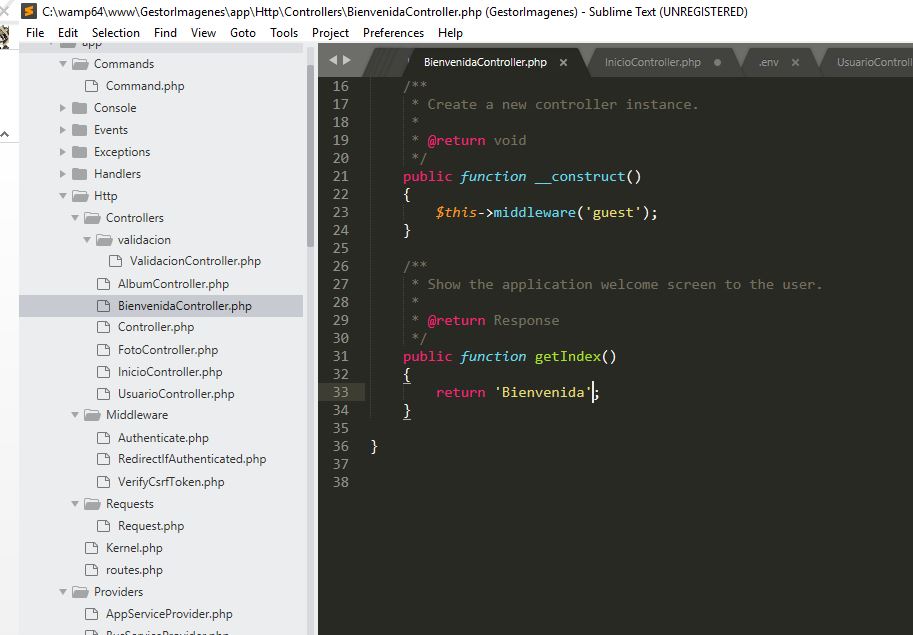 C:\wamp64\www\GestorImagenes\app\Http\Controllers\BienvenidaController.php (GestorImagenes) - Sublime Text (UNREGISTERED)
File Edit Selection Find View Goto Tools Project Preferences Help
app
Commands
Command.php
Console
Events
Exceptions
Handlers
Http
Controllers
validacion
ValidacionController.php
AlbumController.php
BienvenidaController.php
Controller.php
FotoController.php
InicioController.php
UsuarioController.php
Middleware
Authenticate.php
RedirectIfAuthenticated.php
VerifyCsrfToken.php
Requests
Request.php
Kernel.php
routes.php
Providers
AppServiceProvider.php
BusServiceProvider.php
BienvenidaController.php × InicioController.php .env × UsuarioControll
16 /**
17 * Create a new controller instance.
18 *
19 * @return void
20 */
21 public function __construct()
22 {
23 $this->middleware('guest');
24 }
25
26 /**
27 * Show the application welcome screen to the user.
28 *
29 * @return Response
30 */
31 public function getIndex()
32 {
33 return 'Bienvenida';
34 }
35
36 }
37
38